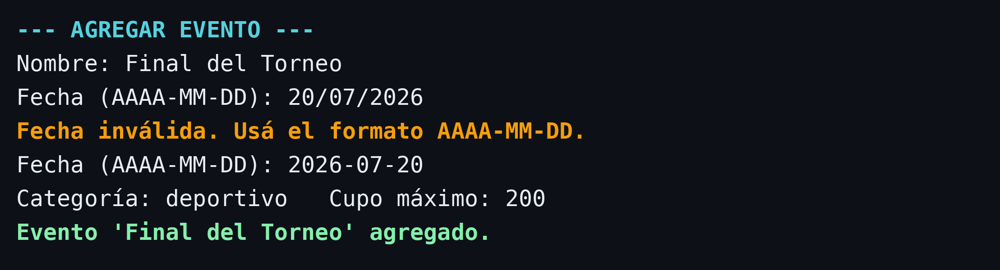 --- AGREGAR EVENTO ---
Nombre: Final del Torneo
Fecha (AAAA-MM-DD): 20/07/2026
Fecha inválida. Usá el formato AAAA-MM-DD.
Fecha (AAAA-MM-DD): 2026-07-20
Categoría: deportivo   Cupo máximo: 200
Evento 'Final del Torneo' agregado.